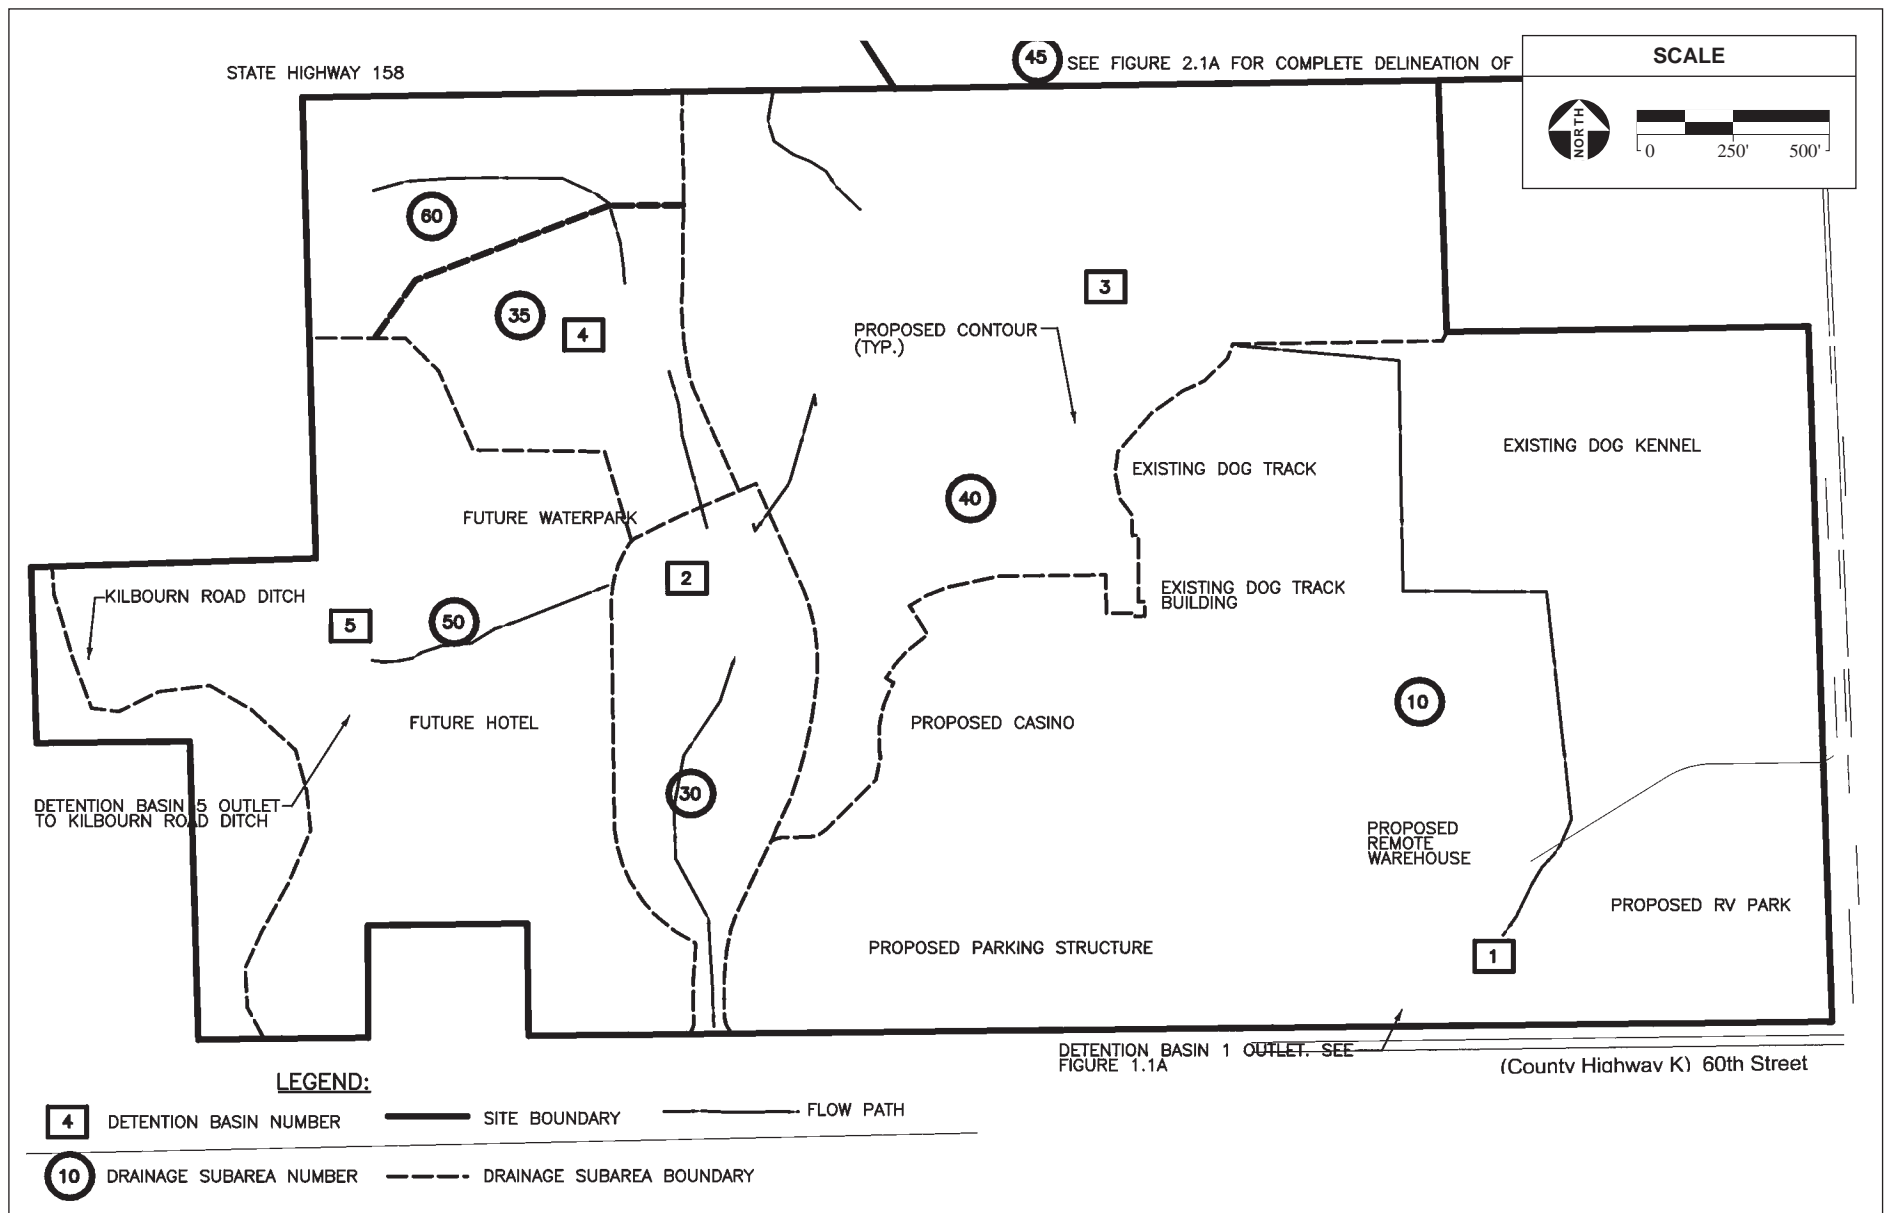 STATE HIGHWAY 158
45
SEE FIGURE 2.1A FOR COMPLETE DELINEATION OF
SCALE
NORTH
0 250' 500'
60
35
4
3
PROPOSED CONTOUR
(TYP.)
EXISTING DOG KENNEL
EXISTING DOG TRACK
40
FUTURE WATERPARK
2
EXISTING DOG TRACK
BUILDING
KILBOURN ROAD DITCH
5
50
10
FUTURE HOTEL
PROPOSED CASINO
30
DETENTION BASIN 5 OUTLET
TO KILBOURN ROAD DITCH
PROPOSED
REMOTE
WAREHOUSE
PROPOSED RV PARK
PROPOSED PARKING STRUCTURE
1
DETENTION BASIN 1 OUTLET. SEE
FIGURE 1.1A
(County Highway K) 60th Street
LEGEND:
4 DETENTION BASIN NUMBER
SITE BOUNDARY
FLOW PATH
10 DRAINAGE SUBAREA NUMBER
DRAINAGE SUBAREA BOUNDARY